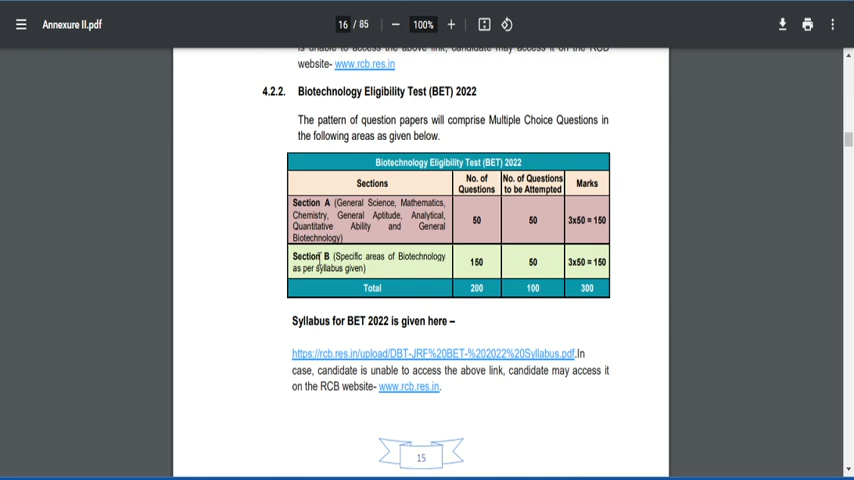 Annexure II.pdf
16 / 85
100%
is unable to access the above link, candidate may access it on the RCB
website- www.rcb.res.in
4.2.2. Biotechnology Eligibility Test (BET) 2022
The pattern of question papers will comprise Multiple Choice Questions in
the following areas as given below.
Biotechnology Eligibility Test (BET) 2022
Sections
No. of
Questions
No. of Questions
to be Attempted
Marks
Section A (General Science, Mathematics,
Chemistry, General Aptitude, Analytical,
Quantitative Ability and General
Biotechnology)
50
50
3x50 = 150
Section B (Specific areas of Biotechnology
as per syllabus given)
150
50
3x50 = 150
Total
200
100
300
Syllabus for BET 2022 is given here –
https://rcb.res.in/upload/DBT-JRF%20BET-%202022%20Syllabus.pdf.In
case, candidate is unable to access the above link, candidate may access it
on the RCB website- www.rcb.res.in.
15